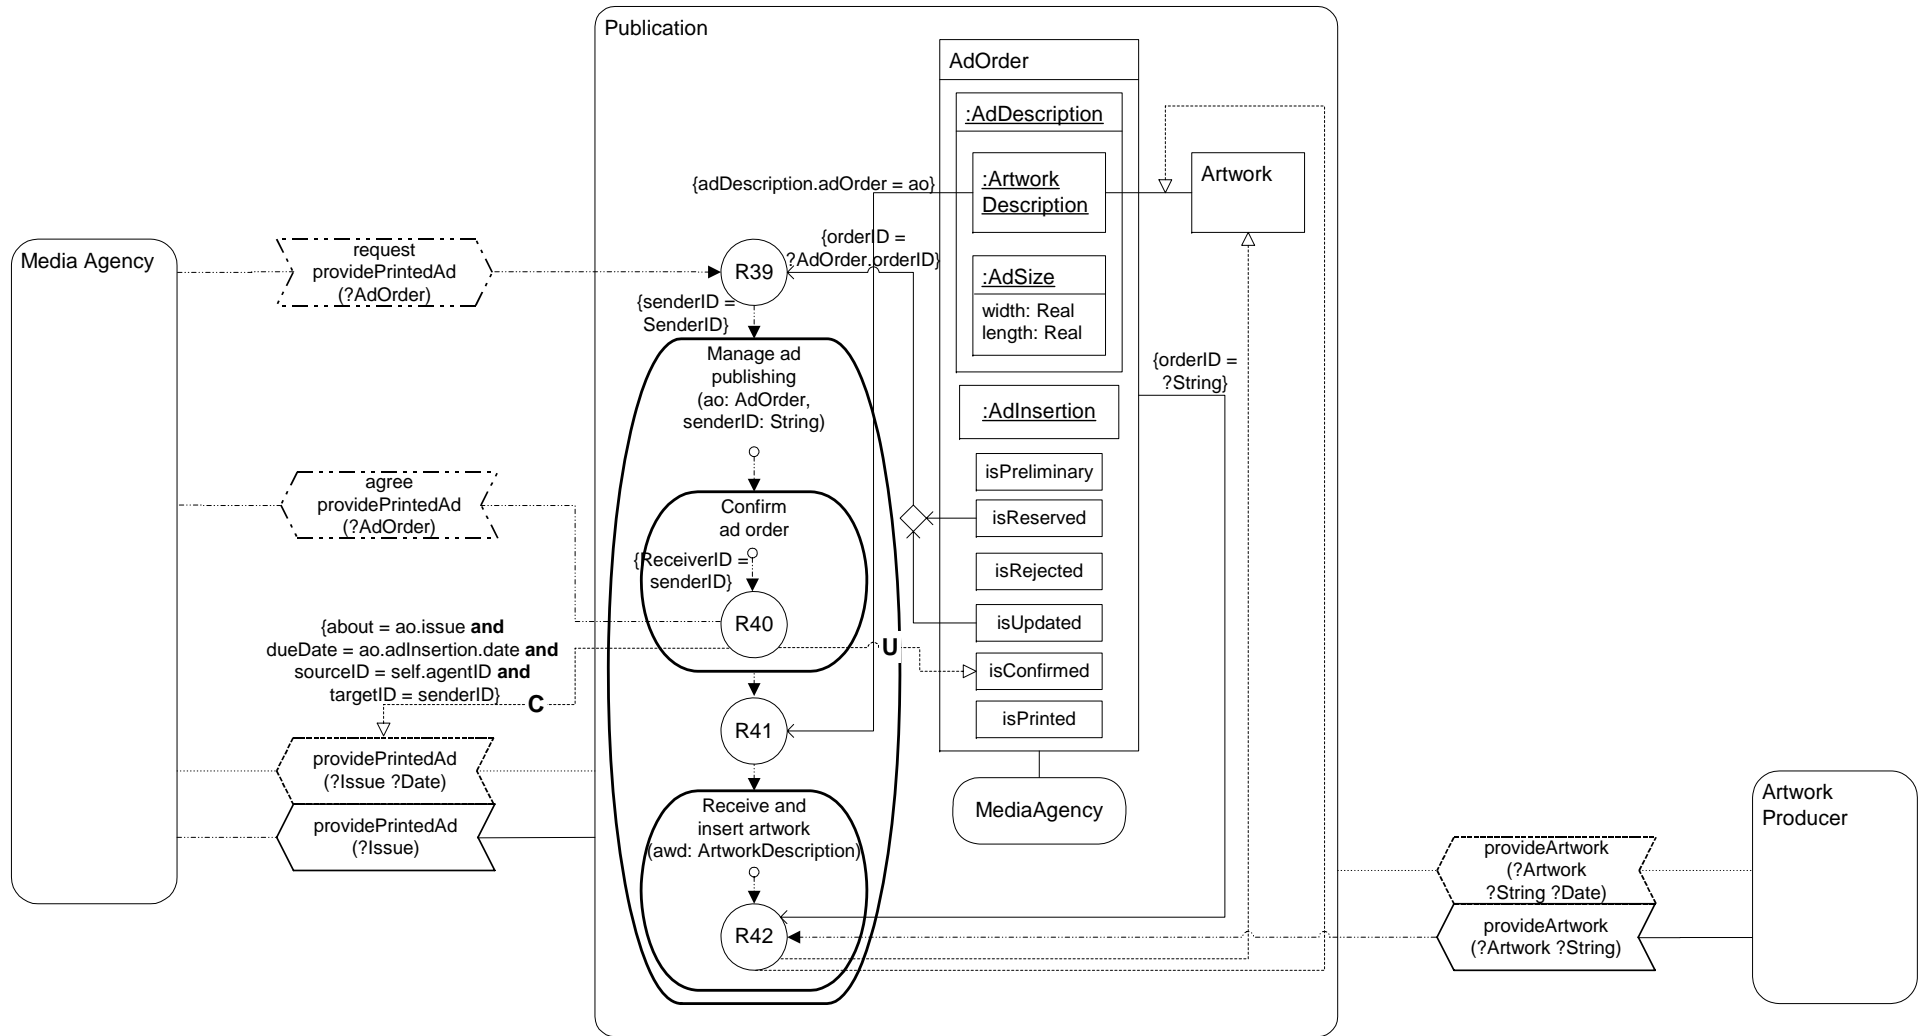 Publication
AdOrder
:AdDescription
:Artwork
Description
Artwork
{adDescription.adOrder = ao}
Media Agency
request
providePrintedAd
(?AdOrder)
R39
{orderID =
?AdOrder.orderID}
:AdSize
width: Real
length: Real
{senderID =
SenderID}
Manage ad
publishing
(ao: AdOrder,
senderID: String)
{orderID =
?String}
:AdInsertion
isPreliminary
agree
providePrintedAd
(?AdOrder)
Confirm
ad order
isReserved
{ReceiverID =
senderID}
isRejected
R40
isUpdated
{about = ao.issue and
dueDate = ao.adInsertion.date and
sourceID = self.agentID and
targetID = senderID}
C
U
isConfirmed
R41
isPrinted
providePrintedAd
(?Issue ?Date)
providePrintedAd
(?Issue)
Receive and
insert artwork
(awd: ArtworkDescription)
MediaAgency
R42
Artwork
Producer
provideArtwork
(?Artwork
?String ?Date)
provideArtwork
(?Artwork ?String)